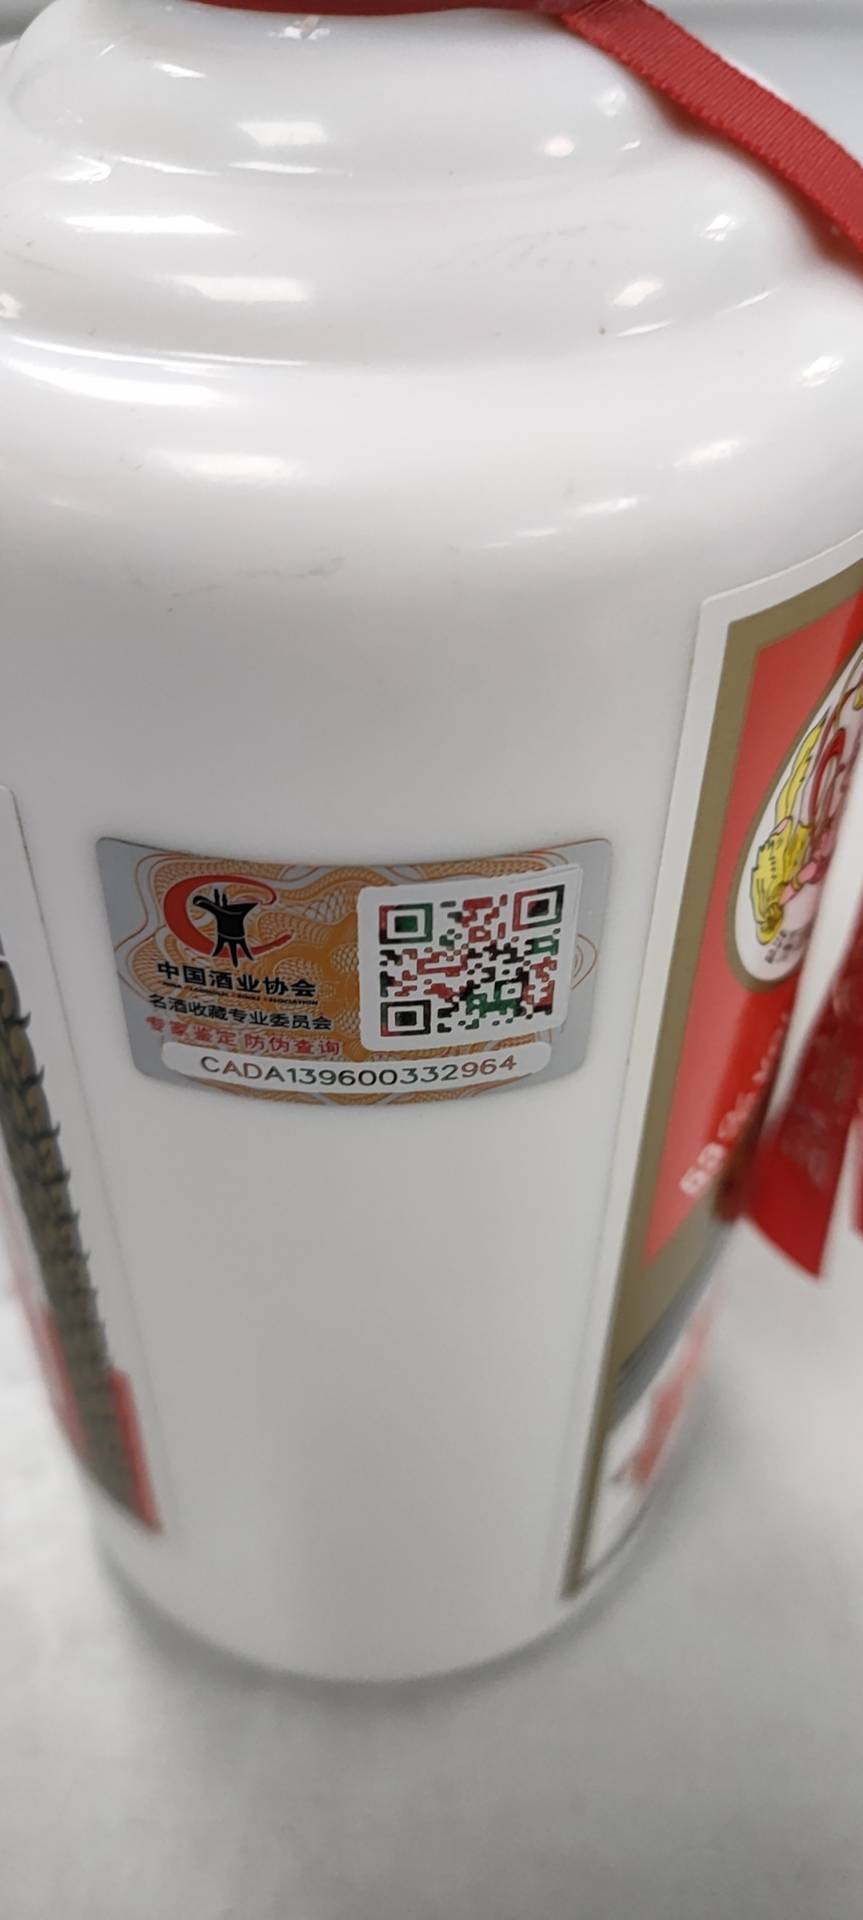 中国酒业协会
名酒收藏专业委员会
专家鉴定 防伪查询
CADA139600332964
53%